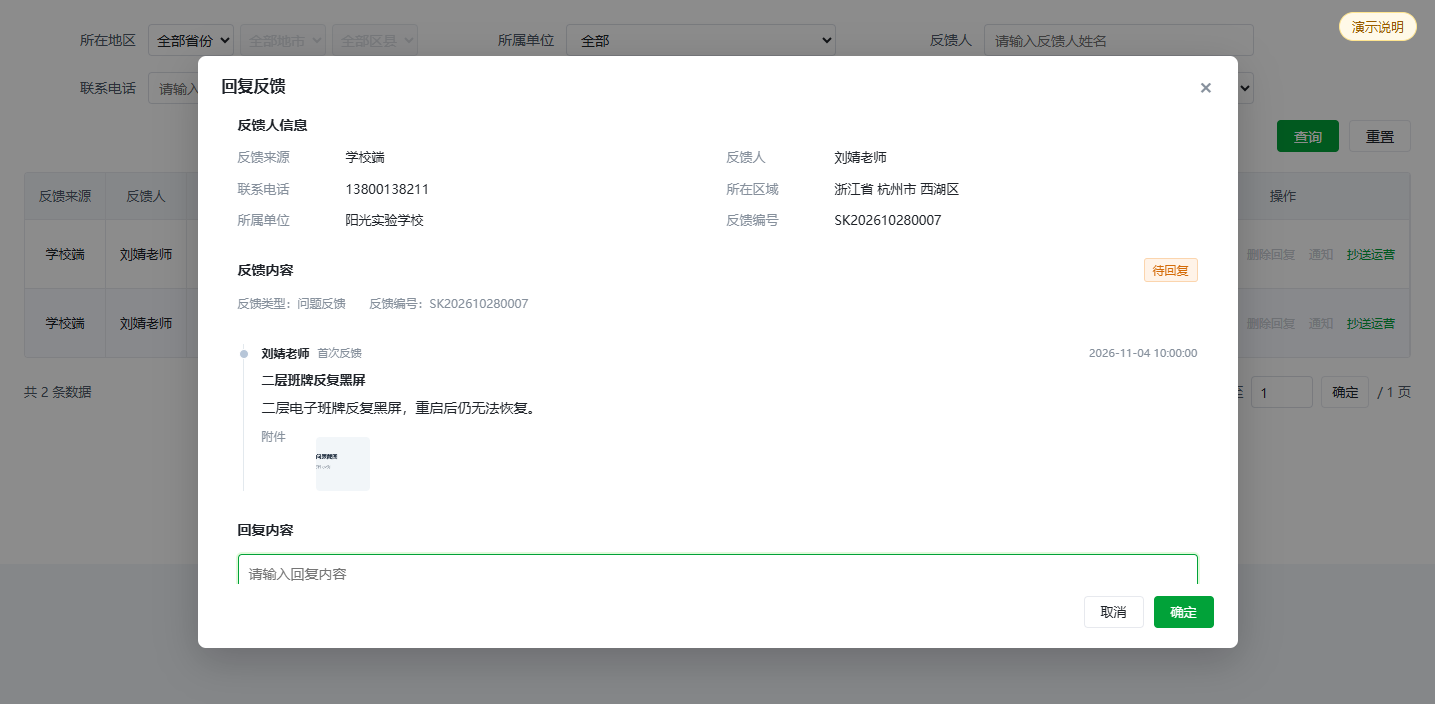 所在地区 全部省份 全部地市 全部区县 所属单位 全部 反馈人 请输入反馈人姓名
演示说明
联系电话 请输入
回复反馈
反馈人信息
查询 重置
反馈来源 学校端 反馈人 刘婧老师
联系电话 13800138211 所在区域 浙江省 杭州市 西湖区
所属单位 阳光实验学校 反馈编号 SK202610280007
反馈来源 反馈人 操作
学校端 刘婧老师 删除回复 通知 抄送运营
反馈内容 待回复
反馈类型：问题反馈 反馈编号：SK202610280007
学校端 刘婧老师 删除回复 通知 抄送运营
刘婧老师 首次反馈 2026-11-04 10:00:00
二层班牌反复黑屏
共 2 条数据 1 确定 / 1 页
二层电子班牌反复黑屏，重启后仍无法恢复。
附件
问题截图
回复内容
请输入回复内容
取消 确定